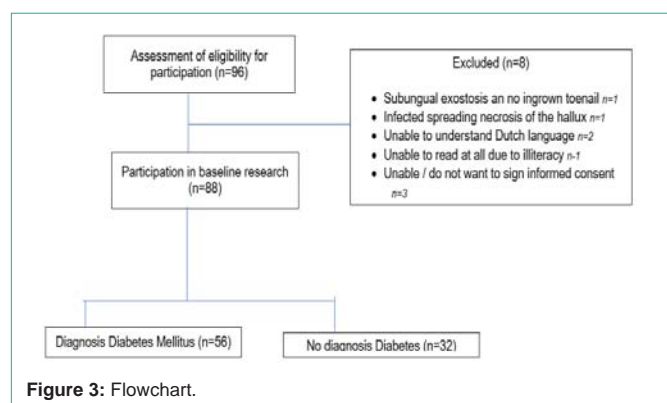 Assessment of eligibility for
participation (n=96)
Excluded (n=8)
• Subungual exostosis an no ingrown toenail n=1
• Infected spreading necrosis of the hallux n=1
• Unable to understand Dutch language n=2
• Unable to read at all due to illiteracy n-1
• Unable / do not want to sign informed consent
n=3
Participation in baseline research
(n=88)
Diagnosis Diabetes Mellitus (n=56)
No diagnosis Diabetes (n=32)
Figure 3: Flowchart.